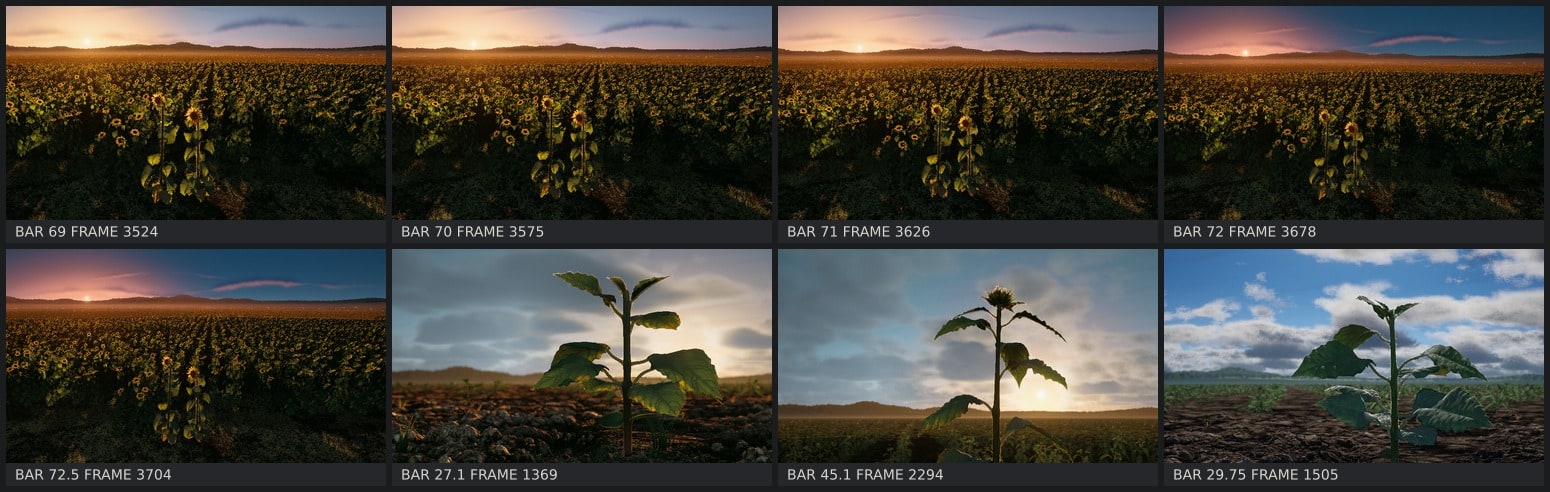 BAR 69 FRAME 3524
BAR 70 FRAME 3575
BAR 71 FRAME 3626
BAR 72 FRAME 3678
BAR 72.5 FRAME 3704
BAR 27.1 FRAME 1369
BAR 45.1 FRAME 2294
BAR 29.75 FRAME 1505